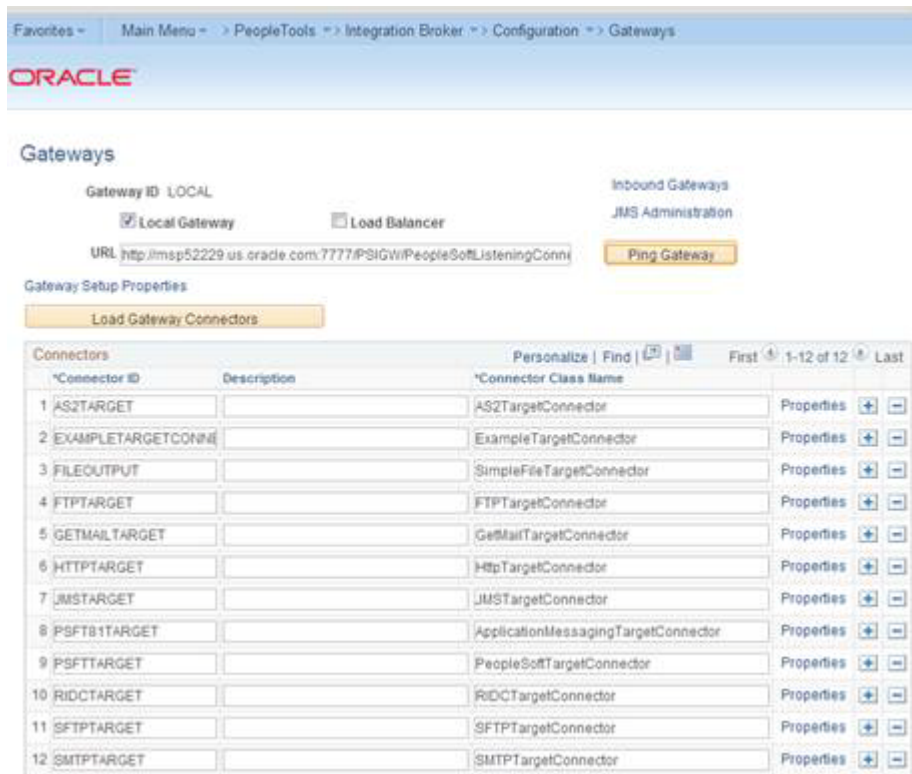 Favorites Main Menu > PeopleTools > Integration Broker > Configuration > Gateways
ORACLE
Gateways
Gateway ID LOCAL
Inbound Gateways
Local Gateway Load Balancer
JMS Administration
URL http://msp52229.us.oracle.com:7777/PSIGW/PeopleSoftListeningConne
Ping Gateway
Gateway Setup Properties
Load Gateway Connectors
Connectors Personalize | Find | | First 1-12 of 12 Last
*Connector ID Description *Connector Class Name
1 AS2TARGET AS2TargetConnector Properties + -
2 EXAMPLETARGETCONNE ExampleTargetConnector Properties + -
3 FILEOUTPUT SimpleFileTargetConnector Properties + -
4 FTPTARGET FTPTargetConnector Properties + -
5 GETMAILTARGET GetMailTargetConnector Properties + -
6 HTTPTARGET HttpTargetConnector Properties + -
7 JMSTARGET JMSTargetConnector Properties + -
8 PSFT81TARGET ApplicationMessagingTargetConnector Properties + -
9 PSFTTARGET PeopleSoftTargetConnector Properties + -
10 RIDCTARGET RIDCTargetConnector Properties + -
11 SFTPTARGET SFTPTargetConnector Properties + -
12 SMTPTARGET SMTPTargetConnector Properties + -